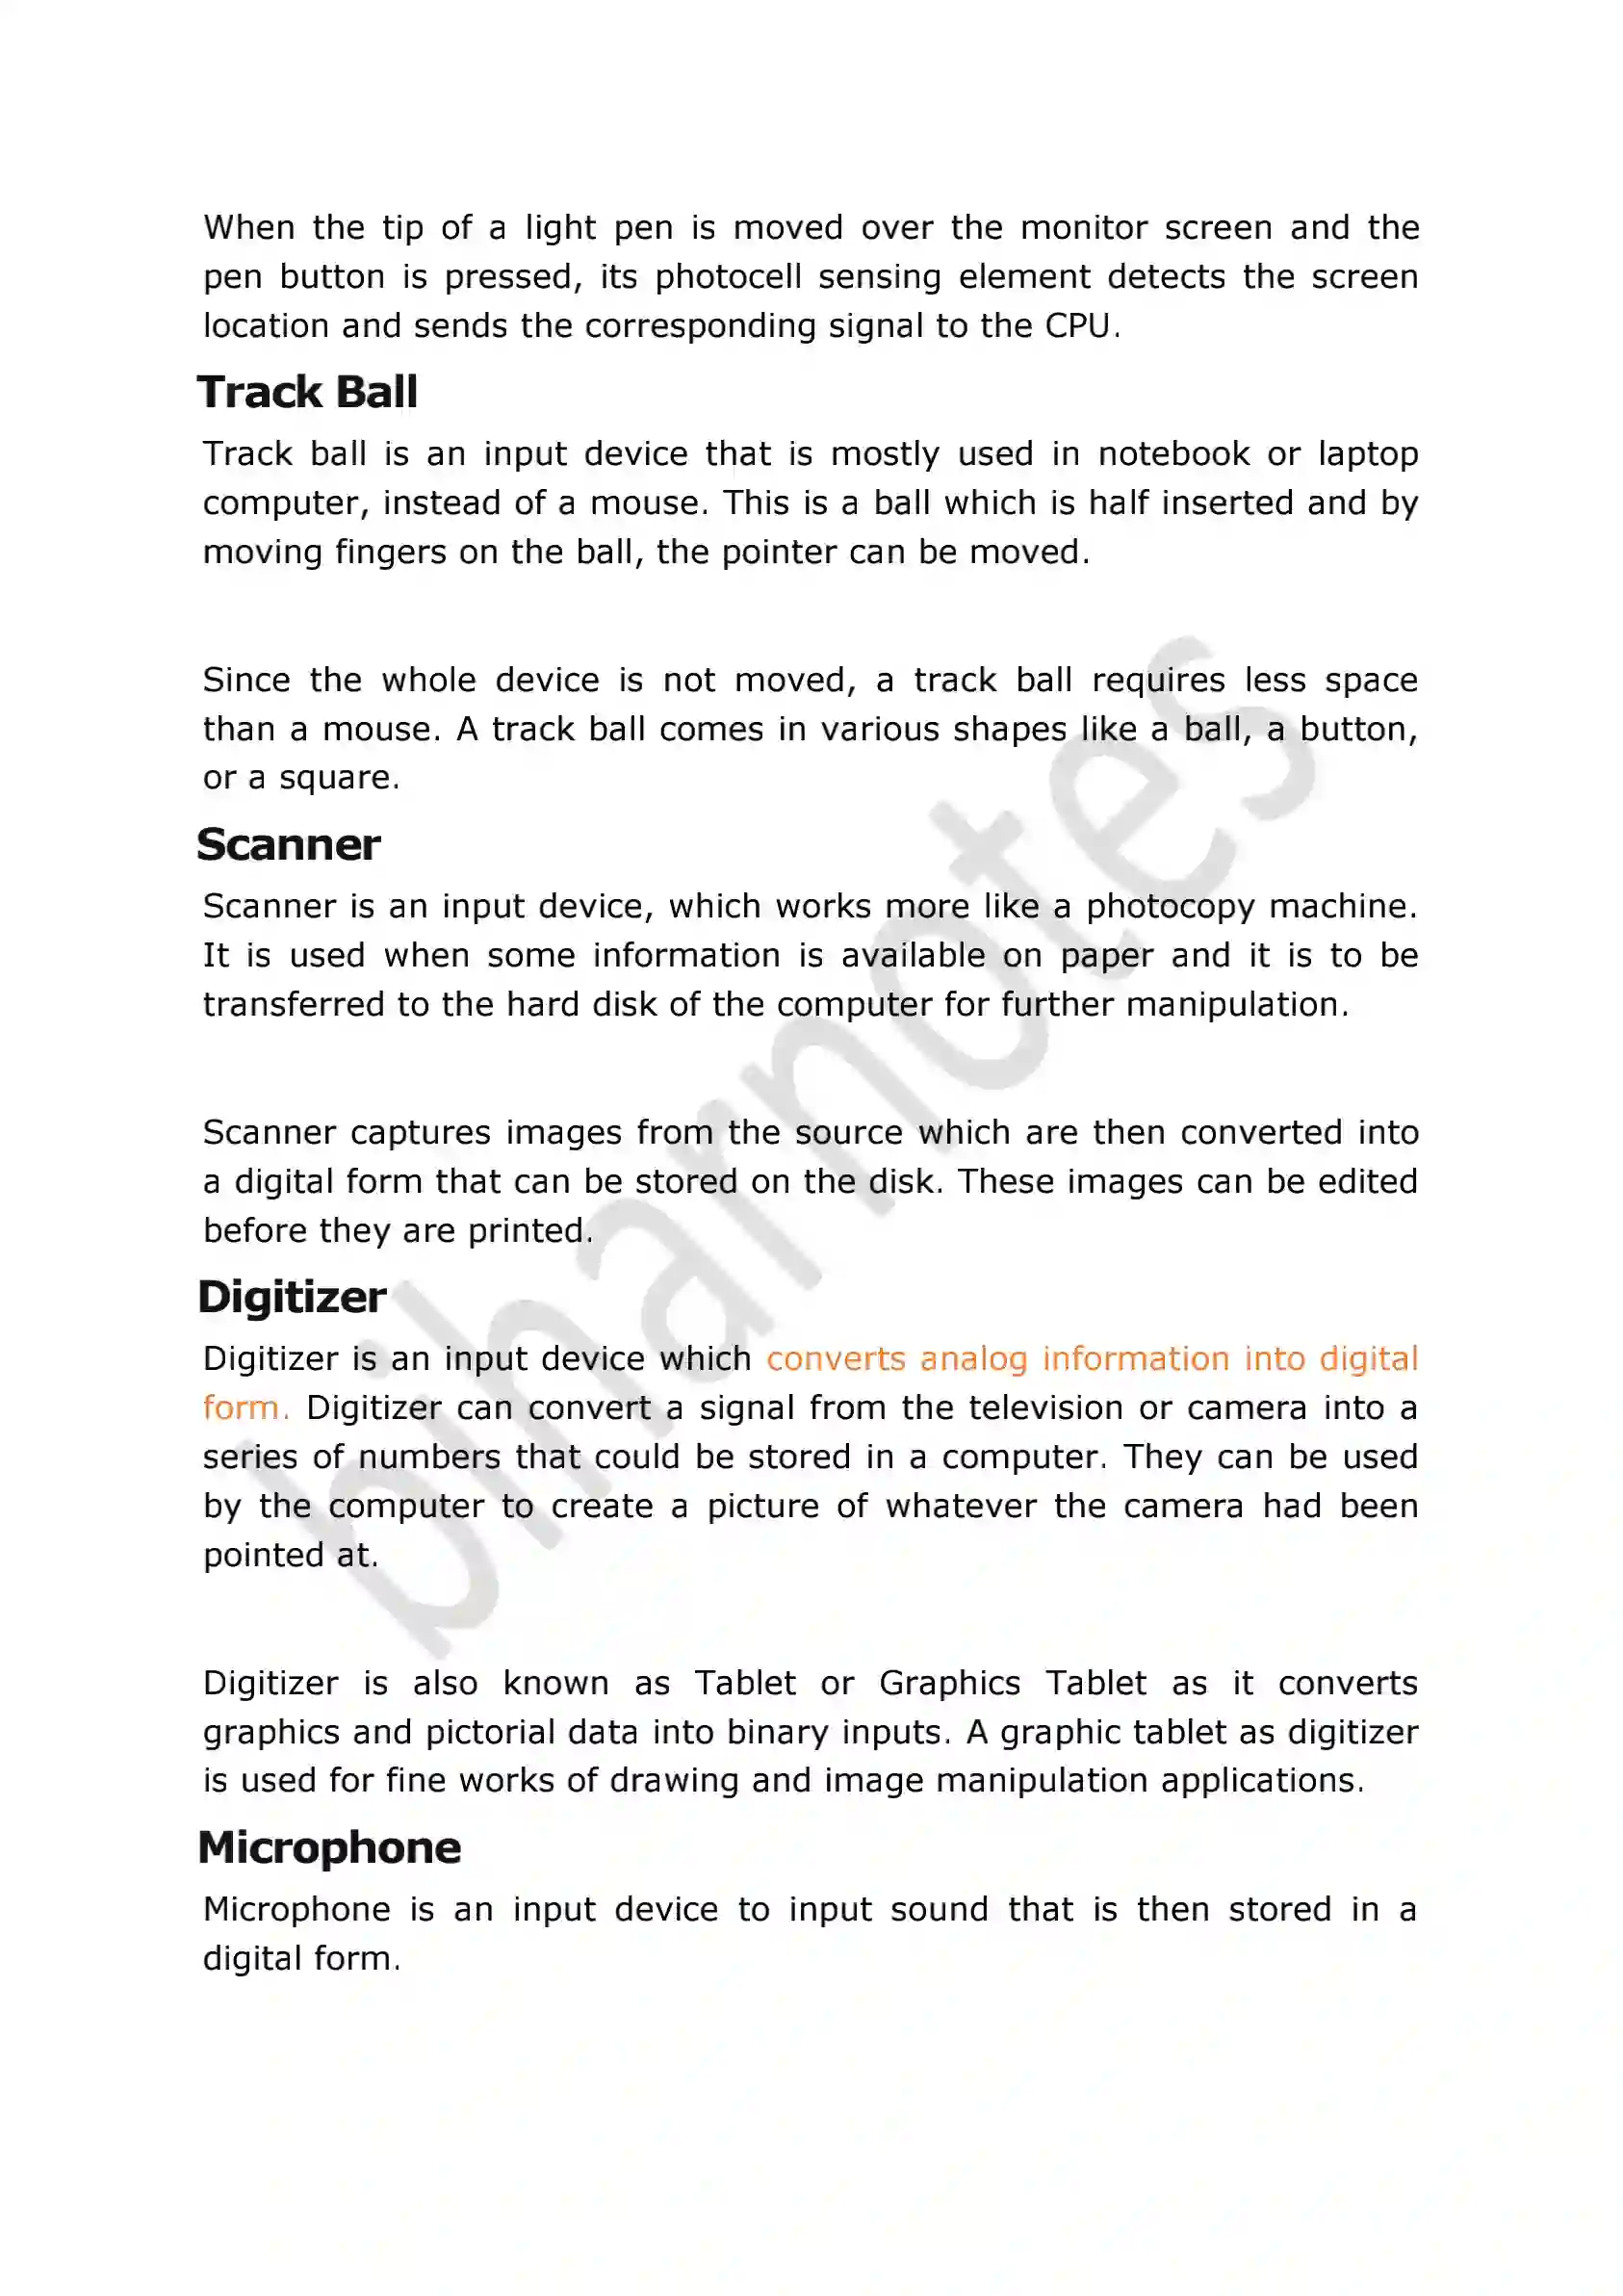 When the tip of a light pen is moved over the monitor screen and the
pen button is pressed, its photocell sensing element detects the screen
location and sends the corresponding signal to the CPU.
Track Ball
Track ball is an input device that is mostly used in notebook or laptop
computer, instead of a mouse. This is a ball which is half inserted and by
moving fingers on the ball, the pointer can be moved.
Since the whole device is not moved, a track ball requires less space
than a mouse. A track ball comes in various shapes like a ball, a button,
or a square.
Scanner
Scanner is an input device, which works more like a photocopy machine.
It is used when some information is available on paper and it is to be
transferred to the hard disk of the computer for further manipulation.
Scanner captures images from the source which are then converted into
a digital form that can be stored on the disk. These images can be edited
before they are printed.
Digitizer
Digitizer is an input device which converts analog information into digital
form. Digitizer can convert a signal from the television or camera into a
series of numbers that could be stored in a computer. They can be used
by the computer to create a picture of whatever the camera had been
pointed at.
Digitizer is also known as Tablet or Graphics Tablet as it converts
graphics and pictorial data into binary inputs. A graphic tablet as digitizer
is used for fine works of drawing and image manipulation applications.
Microphone
Microphone is an input device to input sound that is then stored in a
digital form.
biharnotes